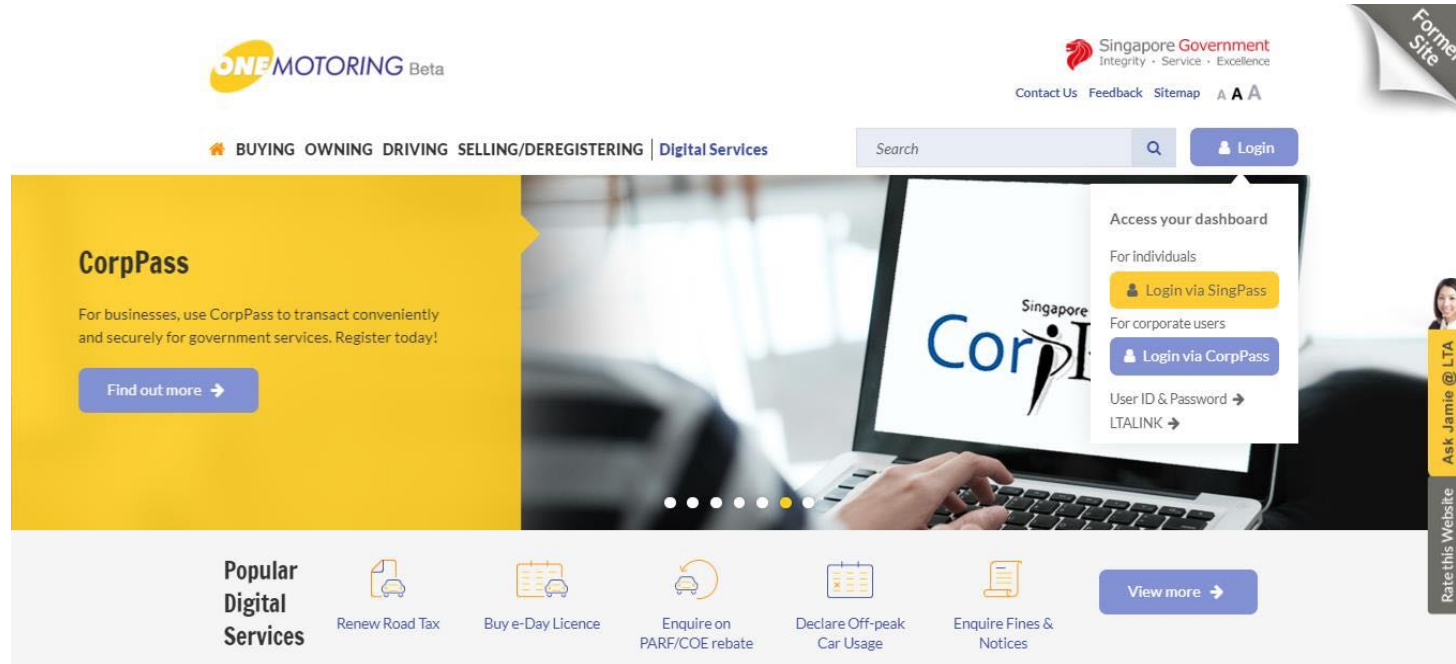 ONEMOTORING Beta
Singapore Government
Integrity · Service · Excellence
Former
Site
Contact Us Feedback Sitemap A A A
BUYING OWNING DRIVING SELLING/DEREGISTERING Digital Services
Search
Login
CorpPass
For businesses, use CorpPass to transact conveniently
and securely for government services. Register today!
Find out more
Singapore
Access your dashboard
For individuals
Login via SingPass
For corporate users
Login via CorpPass
User ID & Password
LTALINK
Ask Jamie @ LTA
Rate this Website
Popular
Digital
Services
Renew Road Tax
Buy e-Day Licence
Enquire on
PARF/COE rebate
Declare Off-peak
Car Usage
Enquire Fines &
Notices
View more